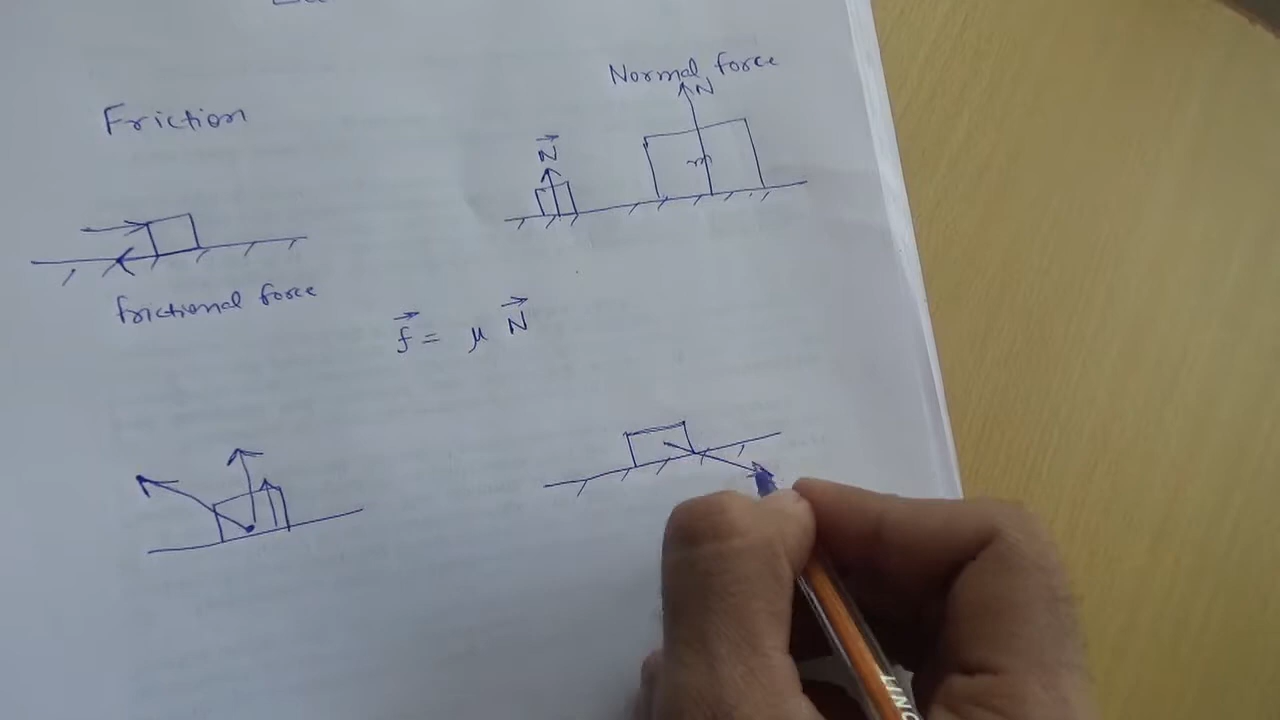 Friction
Normal force
N
N
m
frictional force
f = μ N